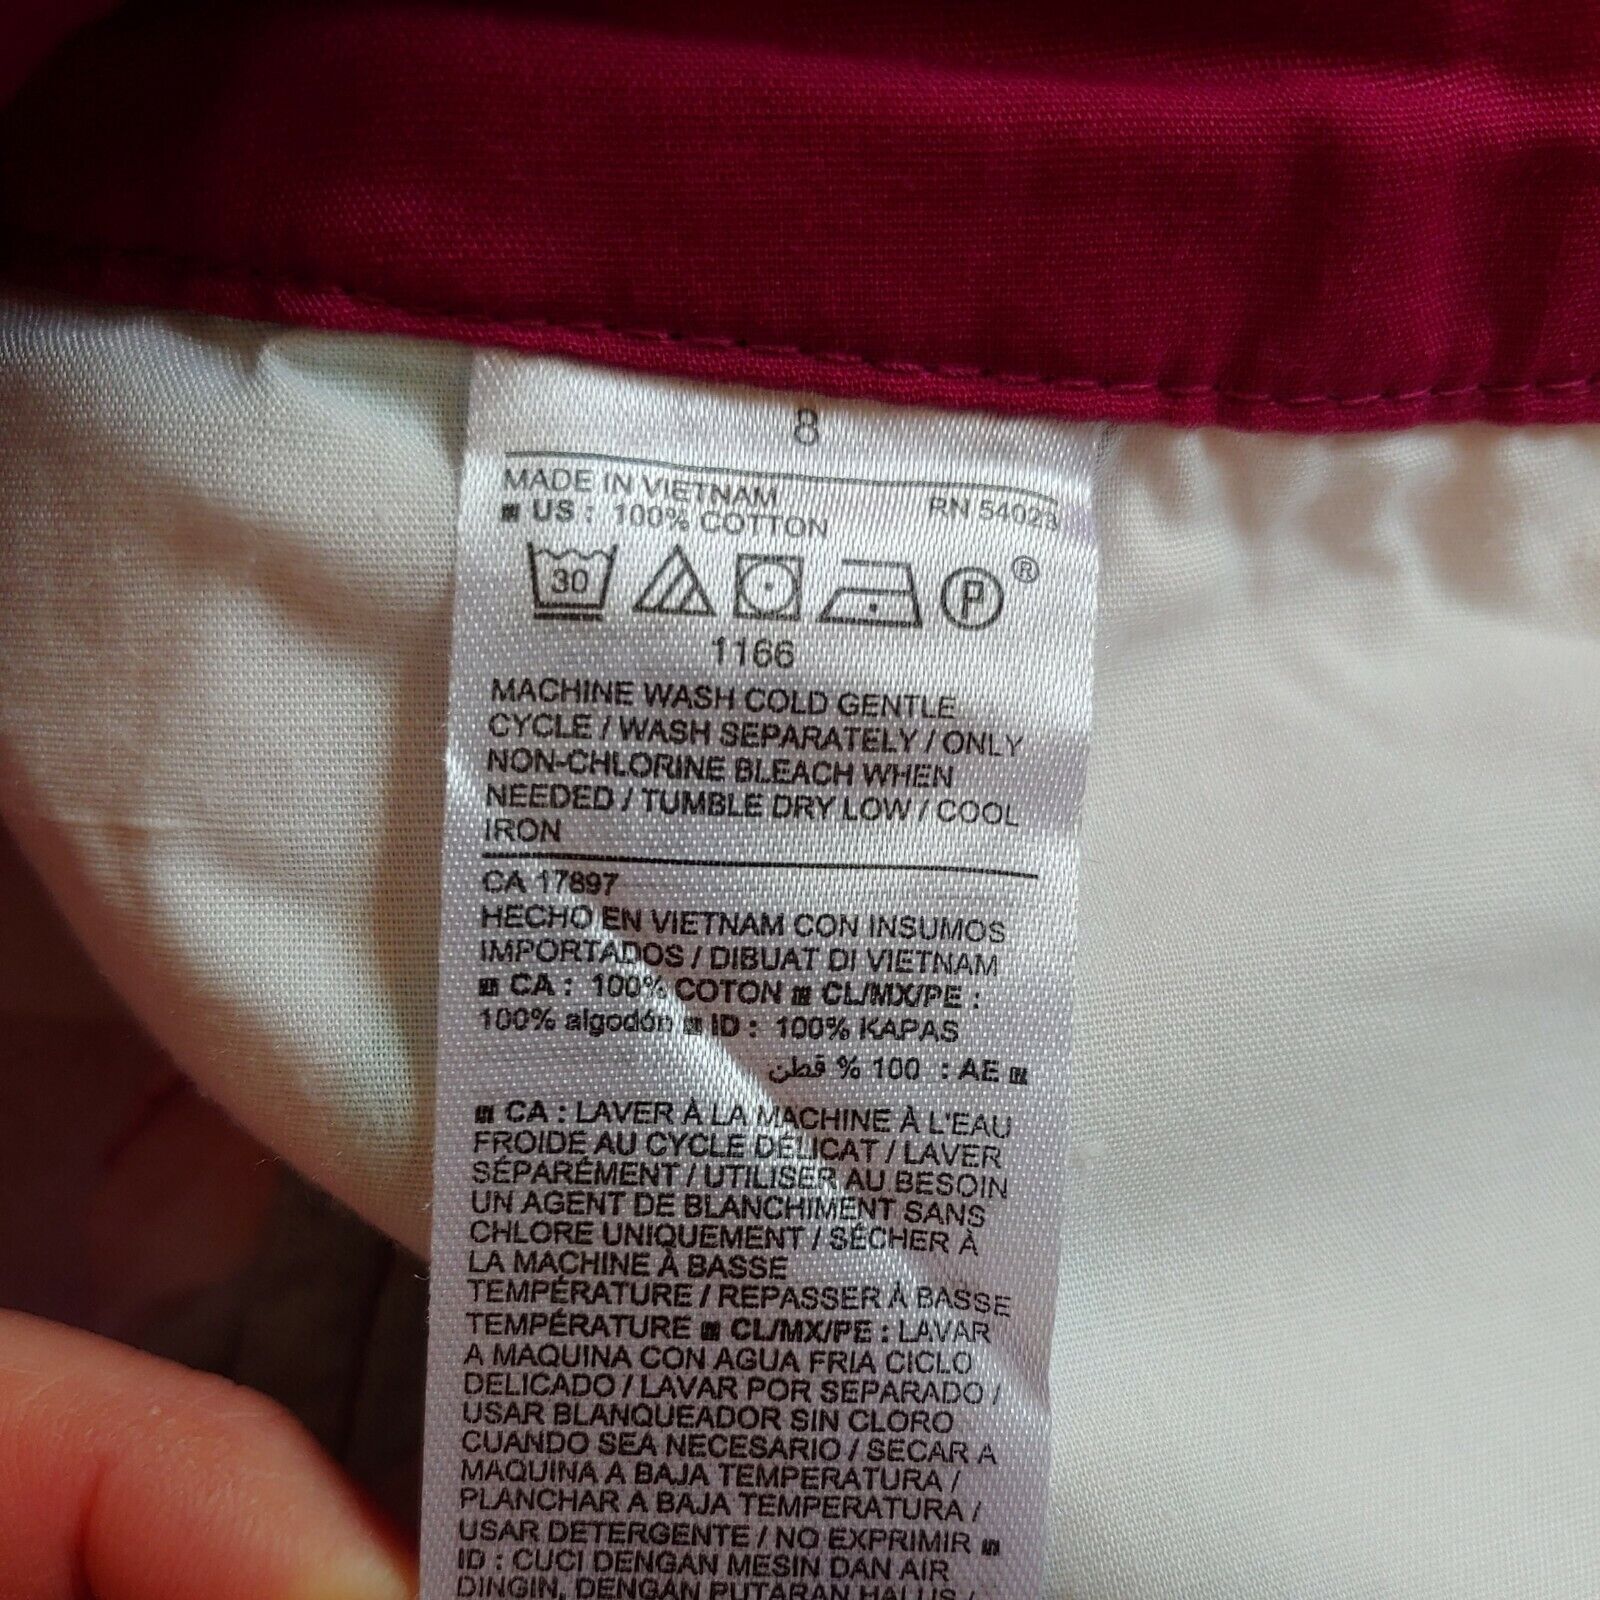 8
MADE IN VIETNAM RN 54023
US : 100% COTTON
30 P ®
1166
MACHINE WASH COLD GENTLE
CYCLE / WASH SEPARATELY / ONLY
NON-CHLORINE BLEACH WHEN
NEEDED / TUMBLE DRY LOW / COOL
IRON
CA 17897
HECHO EN VIETNAM CON INSUMOS
IMPORTADOS / DIBUAT DI VIETNAM
CA : 100% COTON CL/MX/PE :
100% algodón ID : 100% KAPAS
AE : 100 % قطن
CA : LAVER À LA MACHINE À L'EAU
FROIDE AU CYCLE DÉLICAT / LAVER
SÉPARÉMENT / UTILISER AU BESOIN
UN AGENT DE BLANCHIMENT SANS
CHLORE UNIQUEMENT / SÉCHER À
LA MACHINE À BASSE
TEMPÉRATURE / REPASSER À BASSE
TEMPÉRATURE CL/MX/PE : LAVAR
A MAQUINA CON AGUA FRIA CICLO
DELICADO / LAVAR POR SEPARADO /
USAR BLANQUEADOR SIN CLORO
CUANDO SEA NECESARIO / SECAR A
MAQUINA A BAJA TEMPERATURA /
PLANCHAR A BAJA TEMPERATURA /
USAR DETERGENTE / NO EXPRIMIR
ID : CUCI DENGAN MESIN DAN AIR
DINGIN, DENGAN PUTARAN HALUS /